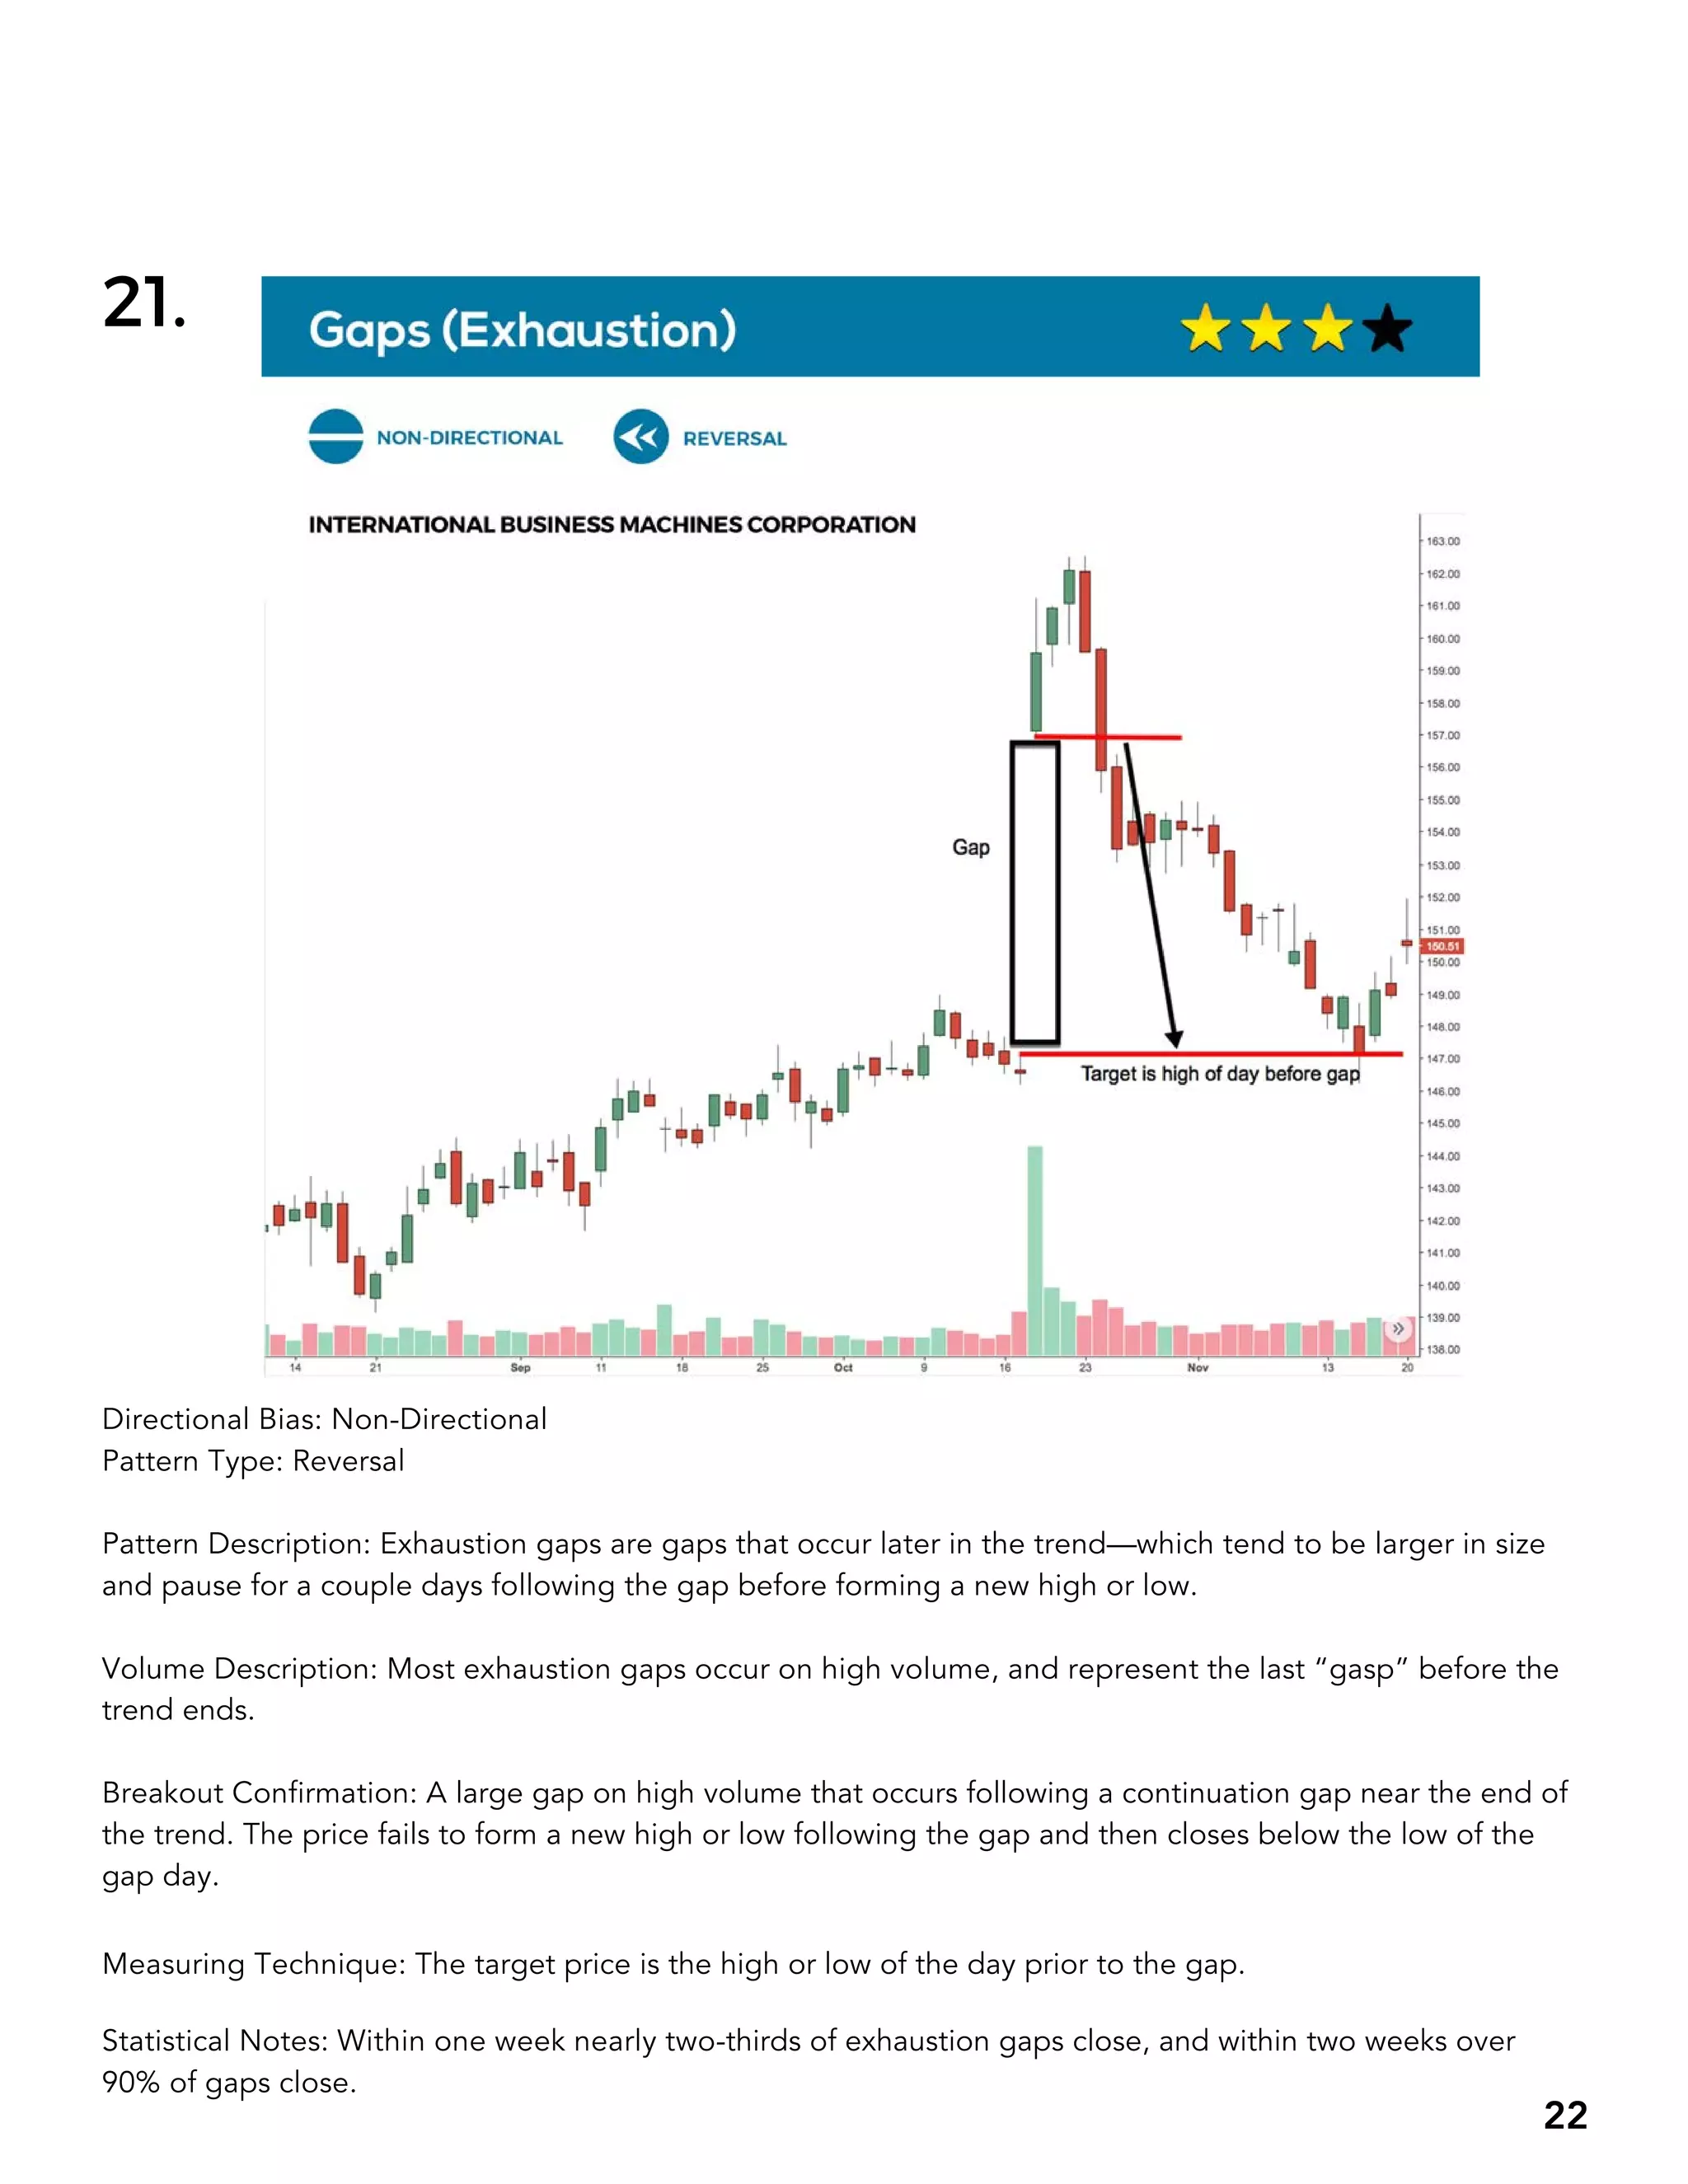 21.
Gaps (Exhaustion)
NON-DIRECTIONAL
REVERSAL
INTERNATIONAL BUSINESS MACHINES CORPORATION
163.00
162.00
161.00
160.00
159.00
158.00
157.00
156.00
155.00
154.00
153.00
152.00
151.00
150.51
150.00
149.00
148.00
147.00
146.00
145.00
144.00
143.00
142.00
141.00
140.00
139.00
138.00
Gap
Target is high of day before gap
14 21 Sep 11 18 25 Oct 9 16 23 Nov 13 20
Directional Bias: Non-Directional
Pattern Type: Reversal
Pattern Description: Exhaustion gaps are gaps that occur later in the trend—which tend to be larger in size
and pause for a couple days following the gap before forming a new high or low.
Volume Description: Most exhaustion gaps occur on high volume, and represent the last “gasp” before the
trend ends.
Breakout Confirmation: A large gap on high volume that occurs following a continuation gap near the end of
the trend. The price fails to form a new high or low following the gap and then closes below the low of the
gap day.
Measuring Technique: The target price is the high or low of the day prior to the gap.
Statistical Notes: Within one week nearly two-thirds of exhaustion gaps close, and within two weeks over
90% of gaps close.
22